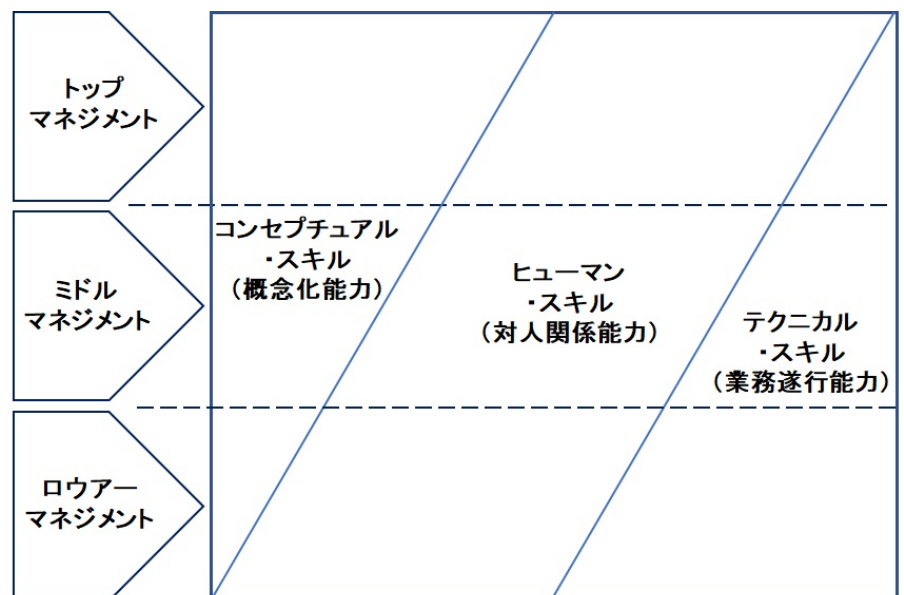 トップ
マネジメント
コンセプチュアル
・スキル
（概念化能力）
ミドル
マネジメント
ヒューマン
・スキル
（対人関係能力）
テクニカル
・スキル
（業務遂行能力）
ロウアー
マネジメント